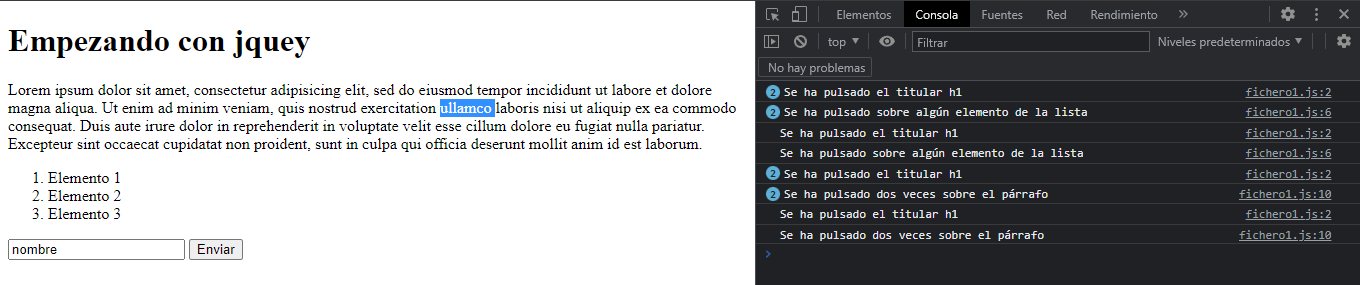 Empezando con jquey
Lorem ipsum dolor sit amet, consectetur adipisicing elit, sed do eiusmod tempor incididunt ut labore et dolore
magna aliqua. Ut enim ad minim veniam, quis nostrud exercitation ullamco laboris nisi ut aliquip ex ea commodo
consequat. Duis aute irure dolor in reprehenderit in voluptate velit esse cillum dolore eu fugiat nulla pariatur.
Excepteur sint occaecat cupidatat non proident, sunt in culpa qui officia deserunt mollit anim id est laborum.
1. Elemento 1
2. Elemento 2
3. Elemento 3
nombre Enviar
Elementos Consola Fuentes Red Rendimiento »
top ▼ Filtrar Niveles predeterminados ▼
No hay problemas
2 Se ha pulsado el titular h1 fichero1.js:2
2 Se ha pulsado sobre algún elemento de la lista fichero1.js:6
Se ha pulsado el titular h1 fichero1.js:2
Se ha pulsado sobre algún elemento de la lista fichero1.js:6
2 Se ha pulsado el titular h1 fichero1.js:2
2 Se ha pulsado dos veces sobre el párrafo fichero1.js:10
Se ha pulsado el titular h1 fichero1.js:2
Se ha pulsado dos veces sobre el párrafo fichero1.js:10